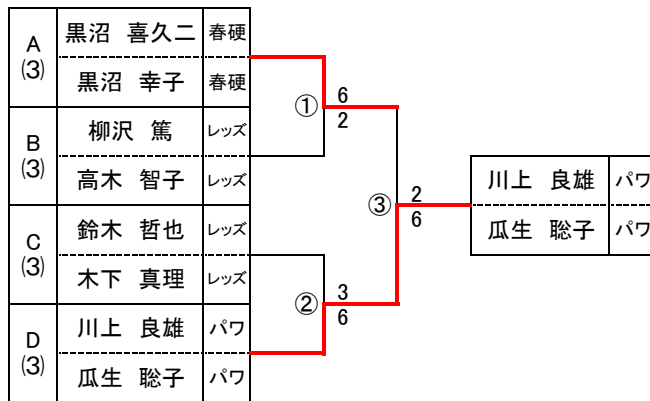 A
(3)
黒沼 喜久二 春硬
黒沼 幸子 春硬
B
(3)
柳沢 篤 レッズ
高木 智子 レッズ
C
(3)
鈴木 哲也 レッズ
木下 真理 レッズ
D
(3)
川上 良雄 パワ
瓜生 聡子 パワ
① 6
2
② 3
6
③ 2
6
川上 良雄 パワ
瓜生 聡子 パワ